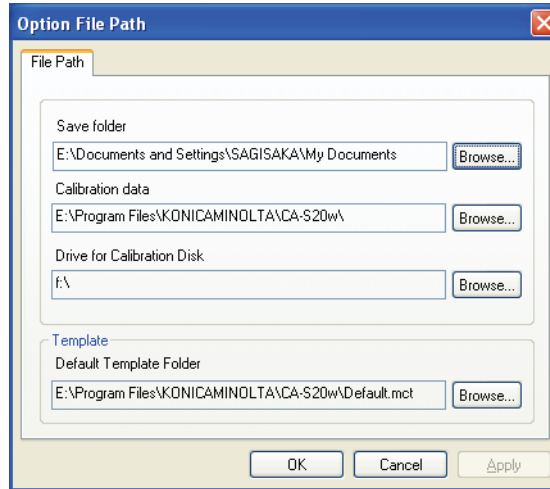 Option File Path
File Path
Save folder
E:\Documents and Settings\SAGISAKA\My Documents
Browse...
Calibration data
E:\Program Files\KONICAMINOLTA\CA-S20w\
Browse...
Drive for Calibration Disk
f:\
Browse...
Template
Default Template Folder
E:\Program Files\KONICAMINOLTA\CA-S20w\Default.mct
Browse...
OK Cancel Apply